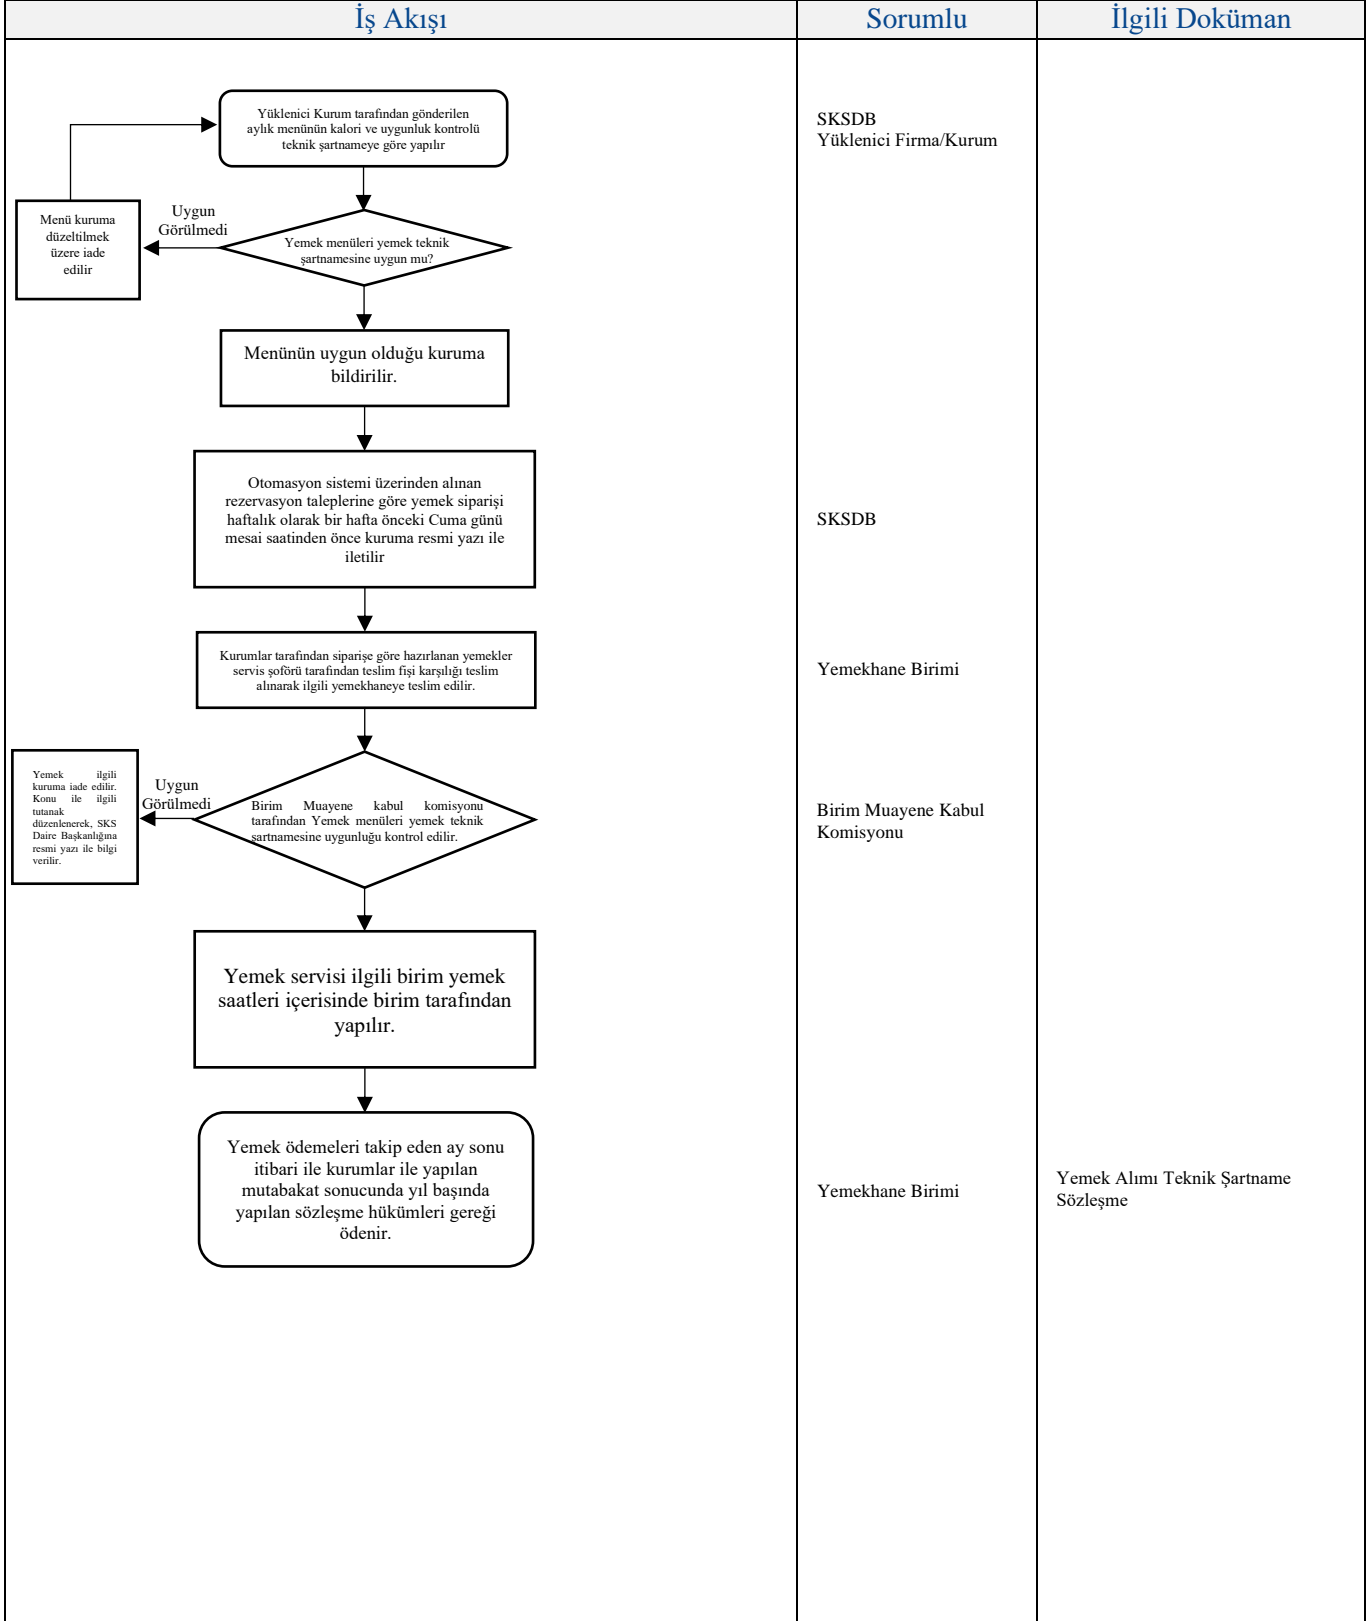 İş Akışı
Sorumlu
İlgili Doküman
Yüklenici Kurum tarafından gönderilen
aylık menünün kalori ve uygunluk kontrolü
teknik şartnameye göre yapılır
SKSDB
Yüklenici Firma/Kurum
Menü kuruma
düzeltilmek
üzere iade
edilir
Uygun
Görülmedi
Yemek menüleri yemek teknik
şartnamesine uygun mu?
Menünün uygun olduğu kuruma
bildirilir.
Otomasyon sistemi üzerinden alınan
rezervasyon taleplerine göre yemek siparişi
haftalık olarak bir hafta önceki Cuma günü
mesai saatinden önce kuruma resmi yazı ile
iletilir
SKSDB
Kurumlar tarafından siparişe göre hazırlanan yemekler
servis şoförü tarafından teslim fişi karşılığı teslim
alınarak ilgili yemekhaneye teslim edilir.
Yemekhane Birimi
Yemek ilgili
kuruma iade edilir.
Konu ile ilgili
tutanak
düzenlenerek, SKS
Daire Başkanlığına
resmi yazı ile bilgi
verilir.
Uygun
Görülmedi
Birim Muayene kabul komisyonu
tarafından Yemek menüleri yemek teknik
şartnamesine uygunluğu kontrol edilir.
Birim Muayene Kabul
Komisyonu
Yemek servisi ilgili birim yemek
saatleri içerisinde birim tarafından
yapılır.
Yemek ödemeleri takip eden ay sonu
itibari ile kurumlar ile yapılan
mutabakat sonucunda yıl başında
yapılan sözleşme hükümleri gereği
ödenir.
Yemekhane Birimi
Yemek Alımı Teknik Şartname
Sözleşme